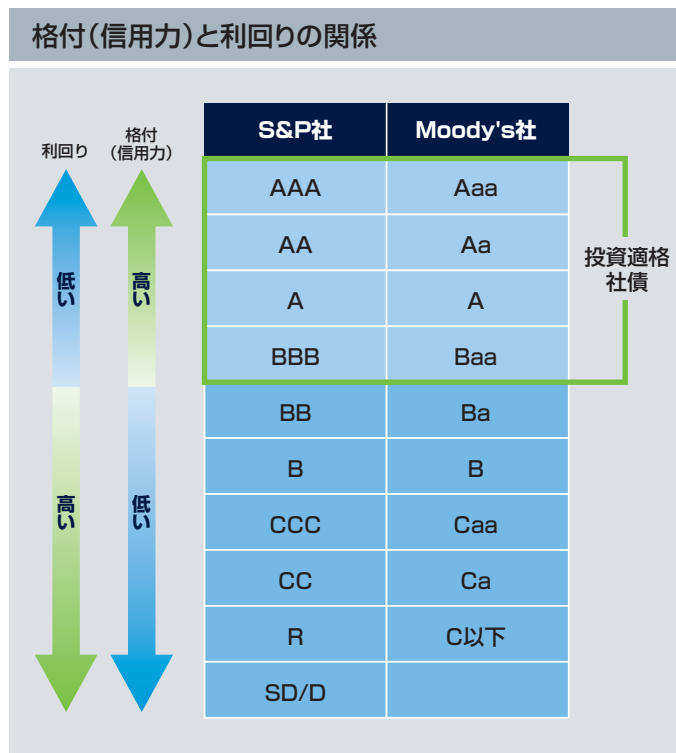 格付（信用力）と利回りの関係
利回り
格付
（信用力）
低い
高い
高い
低い
S&P社 Moody's社
AAA Aaa
AA Aa
A A
BBB Baa
BB Ba
B B
CCC Caa
CC Ca
R C以下
SD/D
投資適格
社債